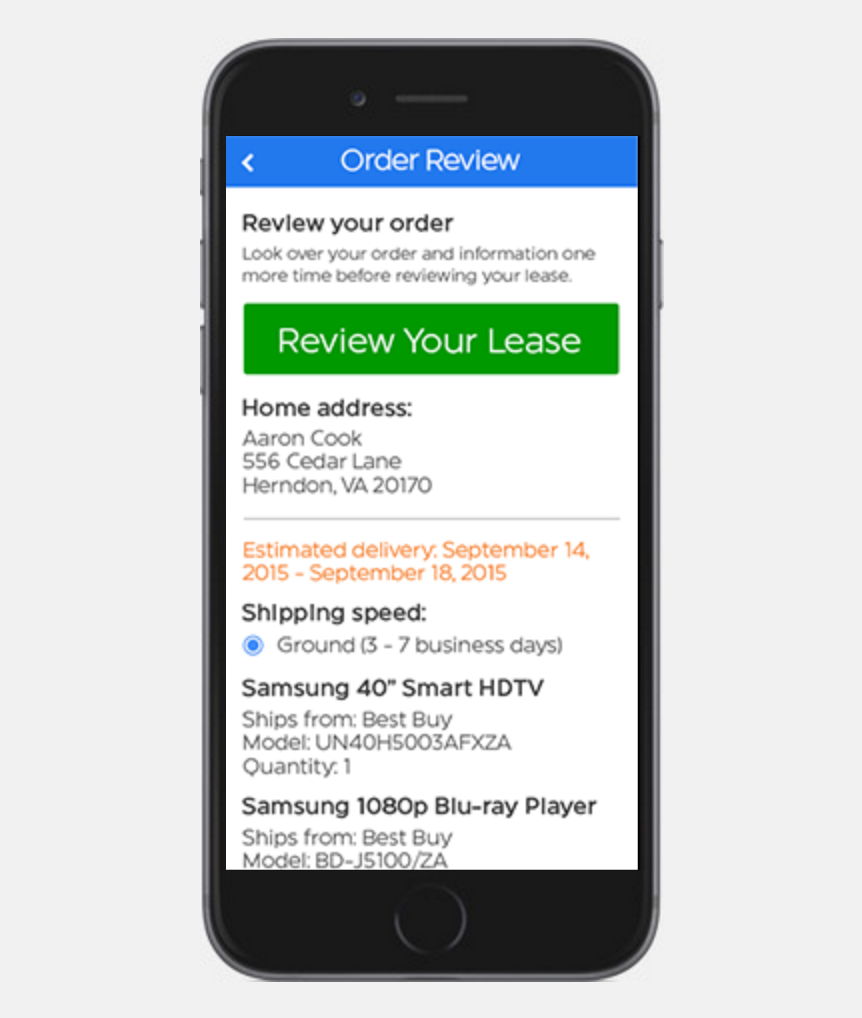 Order Review
Review your order
Look over your order and information one
more time before reviewing your lease.
Review Your Lease
Home address:
Aaron Cook
556 Cedar Lane
Herndon, VA 20170
Estimated delivery: September 14,
2015 - September 18, 2015
Shipping speed:
Ground (3 - 7 business days)
Samsung 40” Smart HDTV
Ships from: Best Buy
Model: UN40H5003AFXZA
Quantity: 1
Samsung 1080p Blu-ray Player
Ships from: Best Buy
Model: BD-J5100/ZA